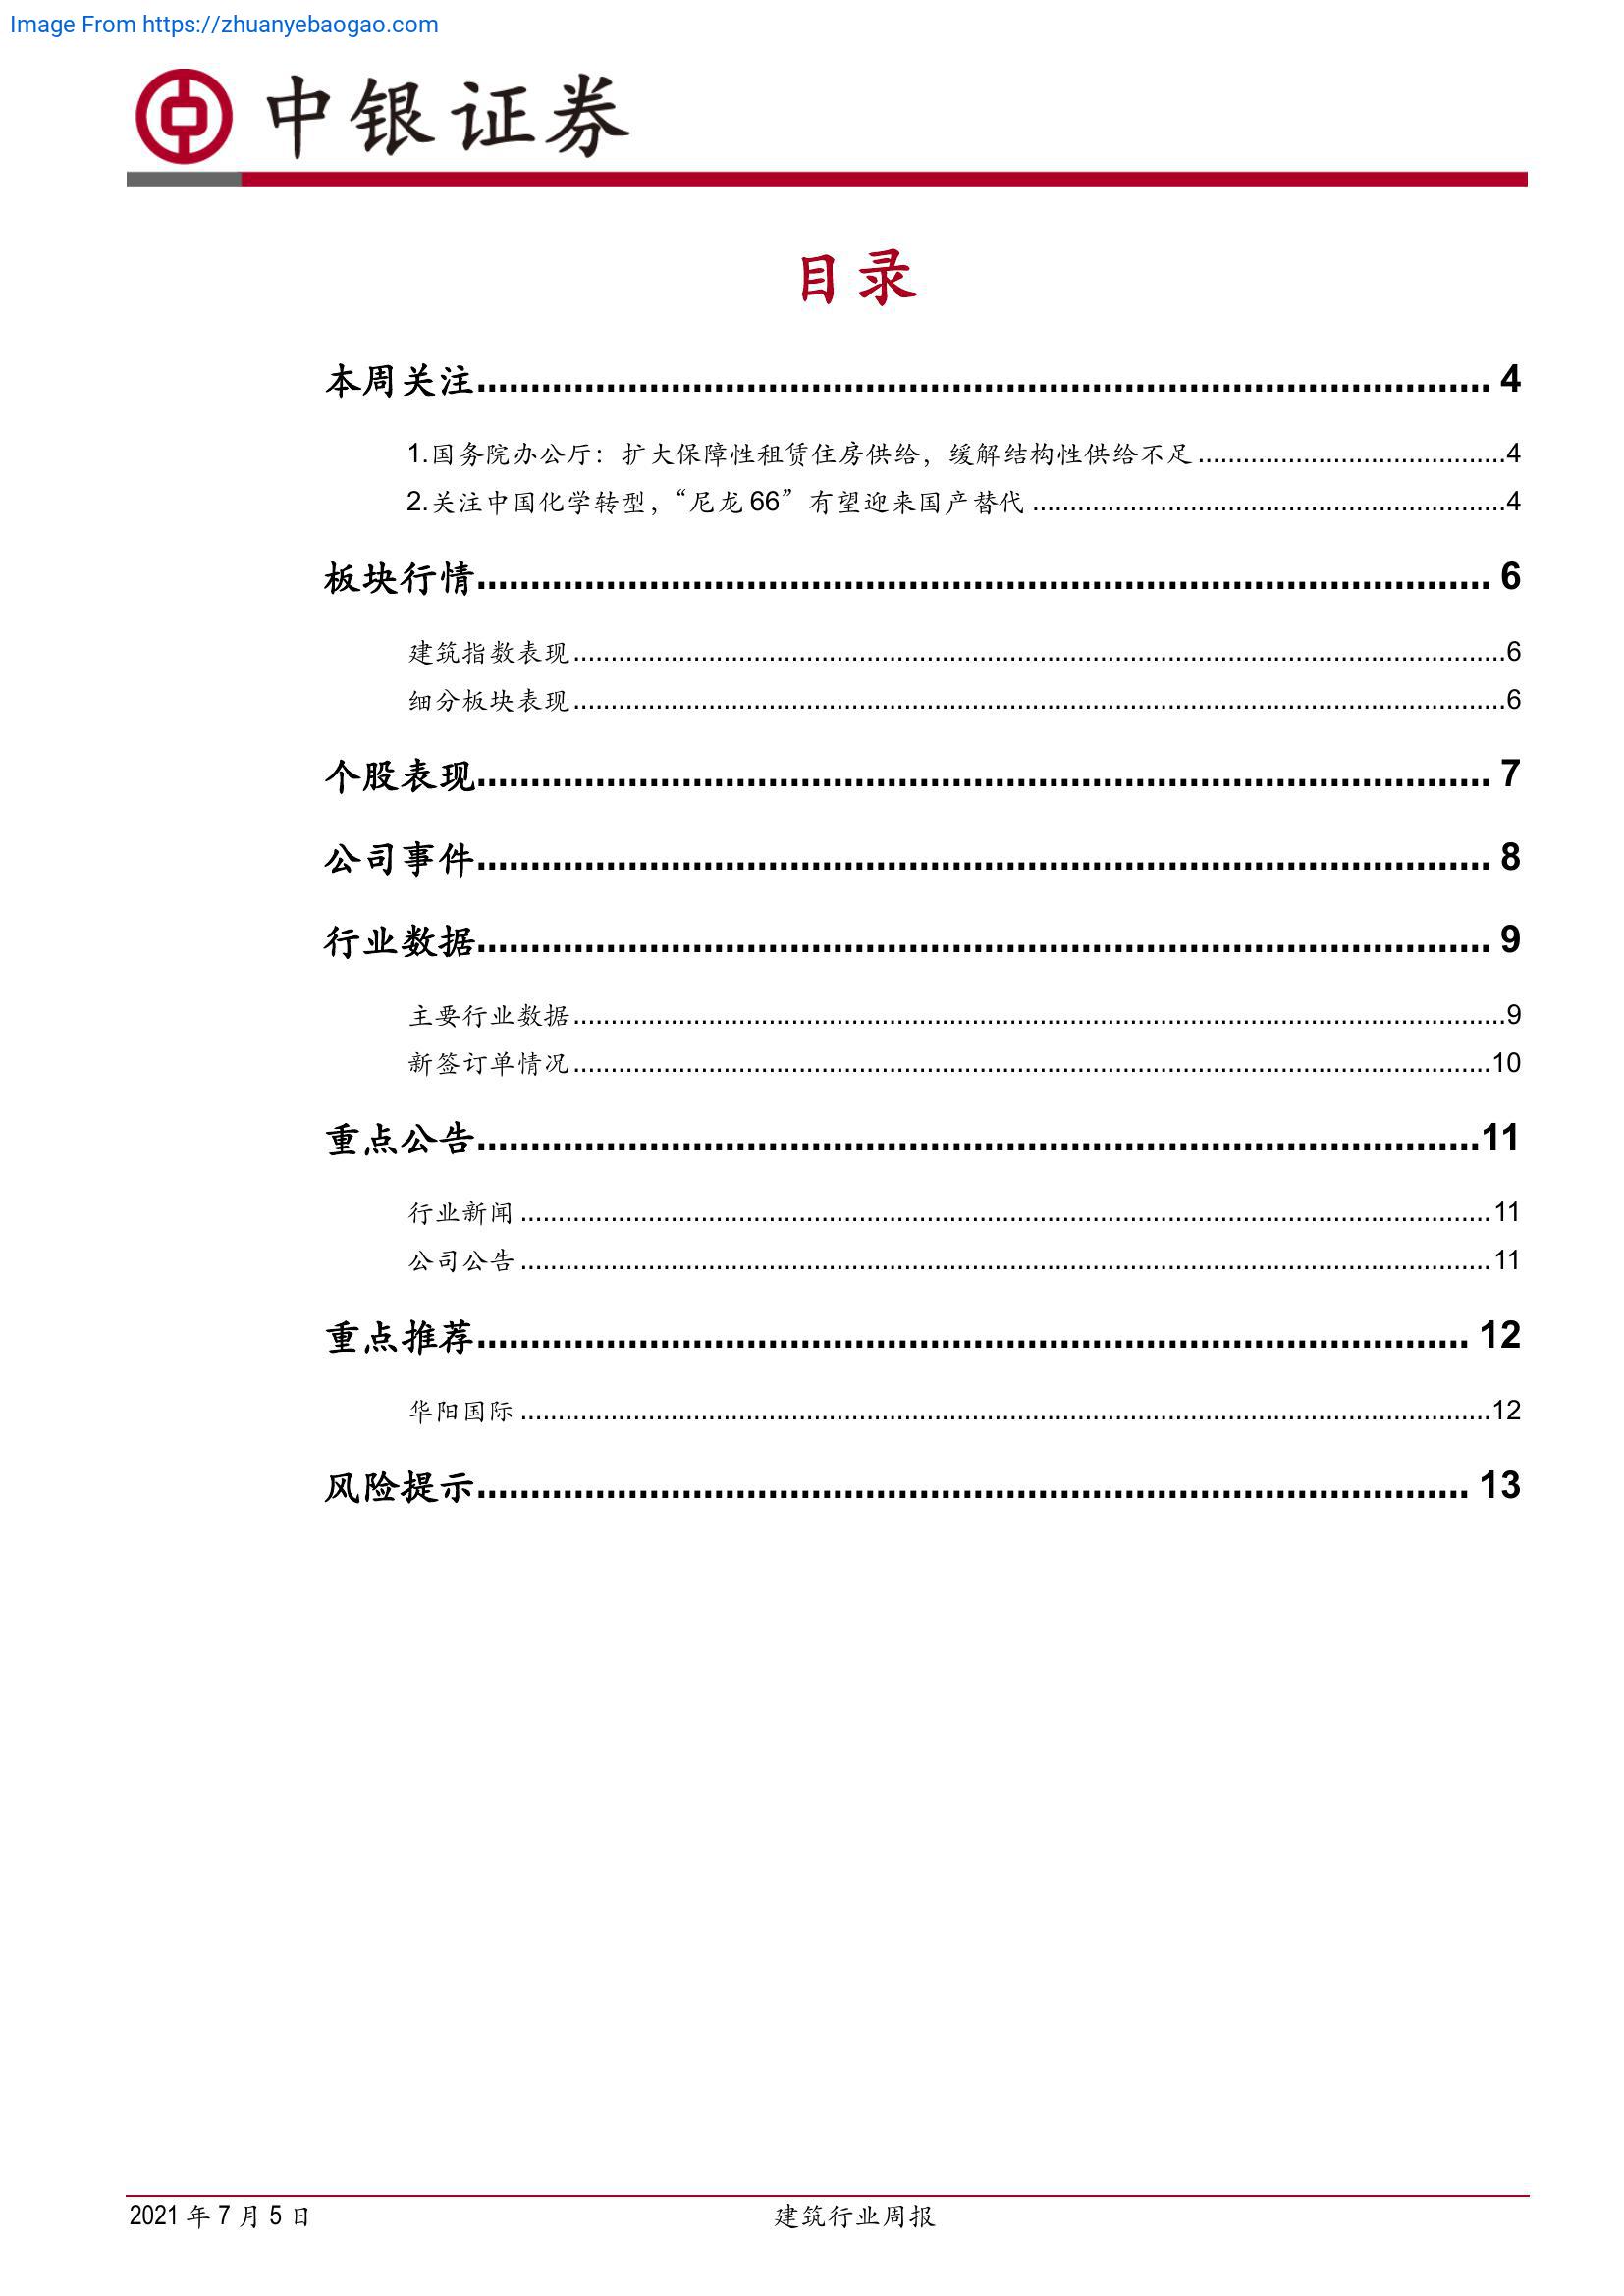 Image From https://zhuanyebaogao.com
中银证券
目录
本周关注........................................ 4
1.国务院办公厅：扩大保障性租赁住房供给，缓解结构性供给不足........................................4
2.关注中国化学转型，“尼龙 66”有望迎来国产替代........................................4
板块行情........................................ 6
建筑指数表现........................................6
细分板块表现........................................6
个股表现........................................ 7
公司事件........................................ 8
行业数据........................................ 9
主要行业数据........................................9
新签订单情况........................................10
重点公告........................................11
行业新闻........................................11
公司公告........................................11
重点推荐........................................ 12
华阳国际........................................12
风险提示........................................ 13
2021 年 7 月 5 日
建筑行业周报